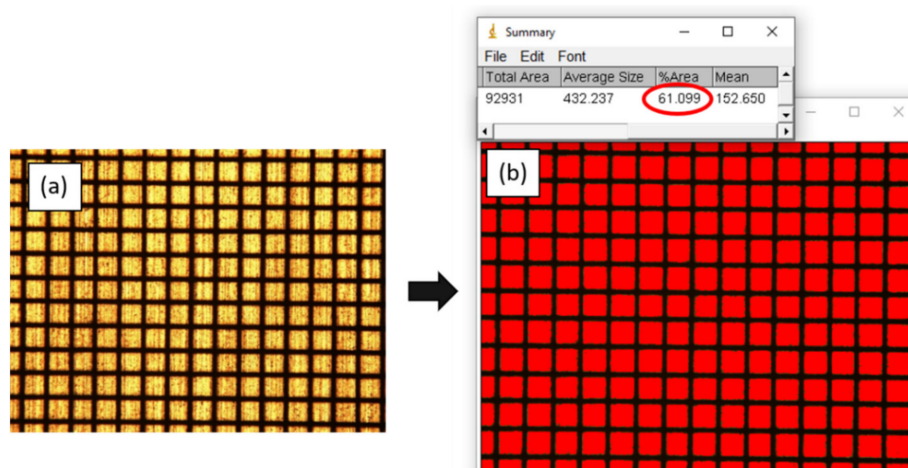 Summary
File Edit Font
Total Area Average Size %Area Mean
92931 432.237 61.099 152.650
(a)
(b)